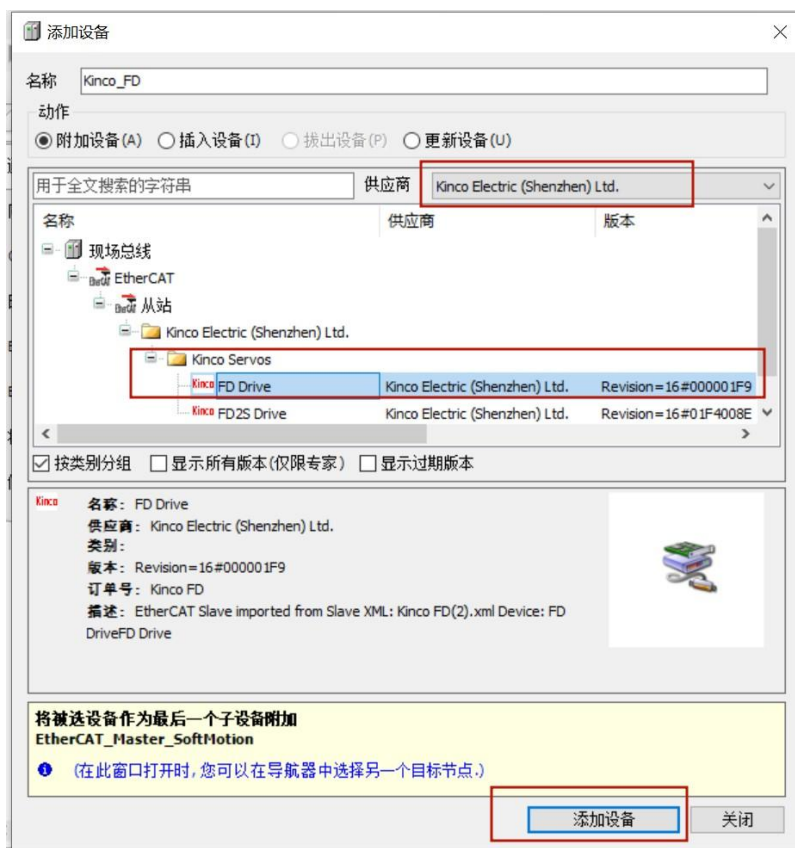 添加设备
名称 Kinco_FD
动作
附加设备(A) 插入设备(I) 拔出设备(P) 更新设备(U)
用于全文搜索的字符串 供应商 Kinco Electric (Shenzhen) Ltd.
名称 供应商 版本
现场总线
EtherCAT EtherCAT
EtherCAT 从站
Kinco Electric (Shenzhen) Ltd.
Kinco Servos
Kinco FD Drive Kinco Electric (Shenzhen) Ltd. Revision=16#000001F9
Kinco FD2S Drive Kinco Electric (Shenzhen) Ltd. Revision=16#01F4008E
按类别分组 显示所有版本(仅限专家) 显示过期版本
Kinco 名称: FD Drive
供应商: Kinco Electric (Shenzhen) Ltd.
类别:
版本: Revision=16#000001F9
订单号: Kinco FD
描述: EtherCAT Slave imported from Slave XML: Kinco FD(2).xml Device: FD
DriveFD Drive
将被选设备作为最后一个子设备附加
EtherCAT_Master_SoftMotion
(在此窗口打开时,您可以在导航器中选择另一个目标节点.)
添加设备 关闭